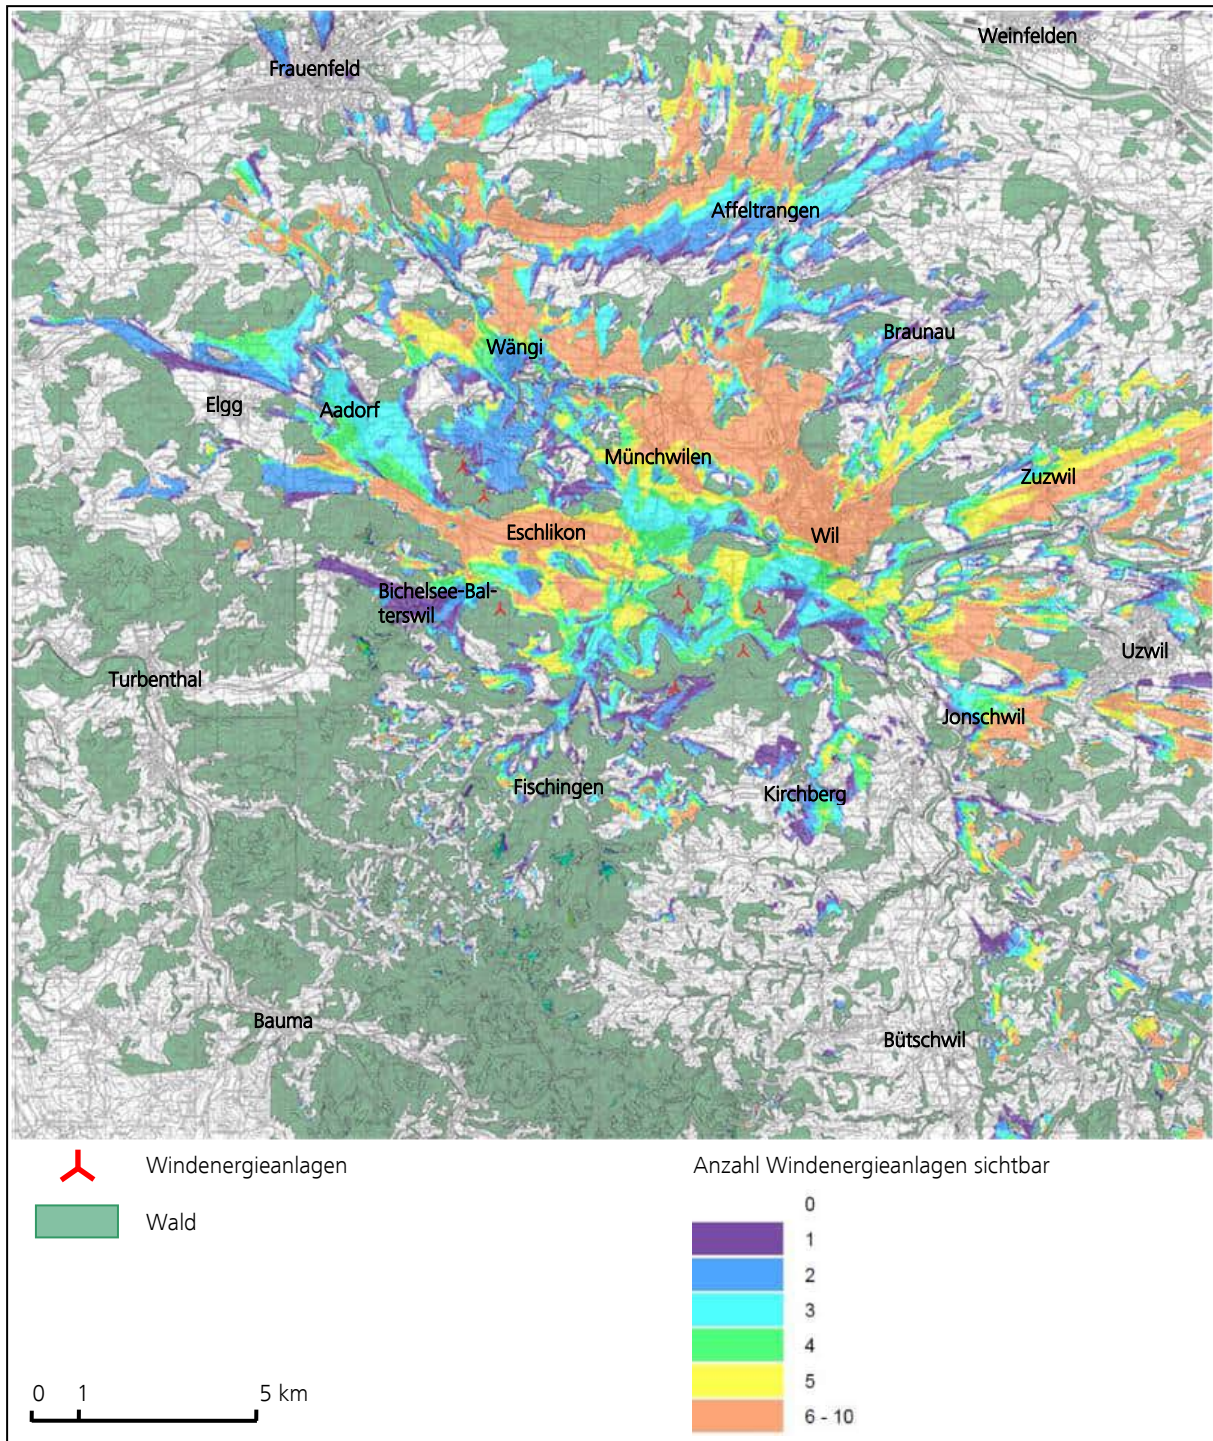 Weinfelden
Frauenfeld
Affeltrangen
Braunau
Wängi
Elgg
Aadorf
Münchwilen
Zuzwil
Eschlikon
Wil
Bichelsee-Bal-
terswil
Uzwil
Turbenthal
Jonschwil
Fischingen
Kirchberg
Bauma
Bütschwil
Windenergieanlagen
Wald
Anzahl Windenergieanlagen sichtbar
0
1
2
3
4
5
6 - 10
0 1 5 km